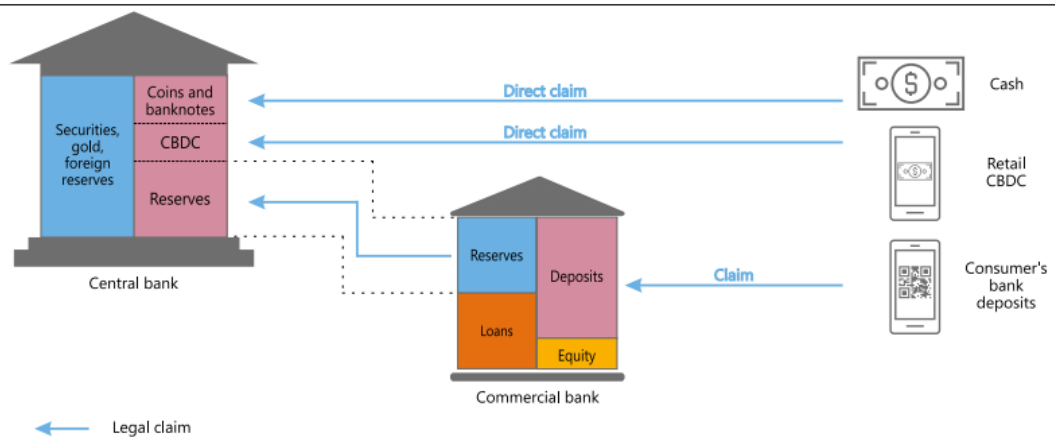 Coins and
banknotes
Direct claim
Cash
Securities,
gold,
foreign
reserves
CBDC
Direct claim
Retail
CBDC
Reserves
Reserves
Deposits
Claim
Consumer's
bank
deposits
Central bank
Loans
Equity
Commercial bank
Legal claim